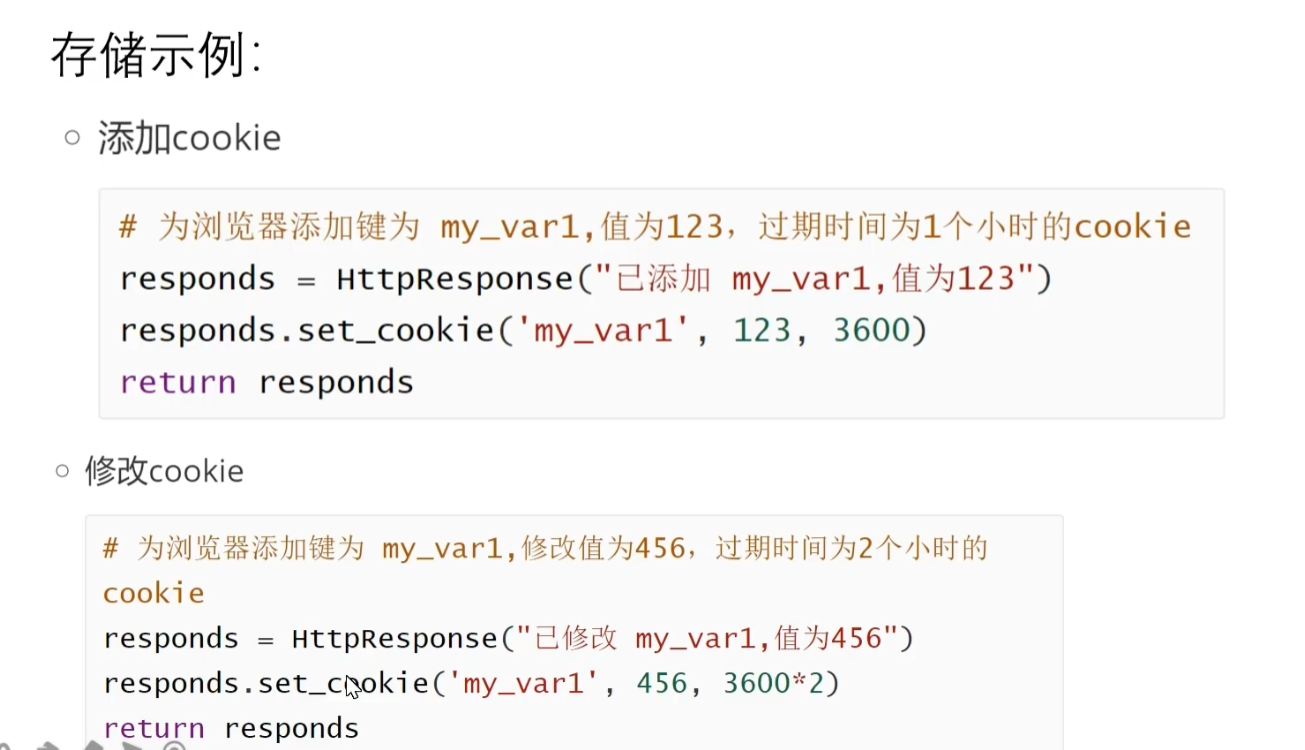 存储示例：
添加cookie
# 为浏览器添加键为 my_var1,值为123，过期时间为1个小时的cookie
responds = HttpResponse("已添加 my_var1,值为123")
responds.set_cookie('my_var1', 123, 3600)
return responds
修改cookie
# 为浏览器添加键为 my_var1,修改值为456，过期时间为2个小时的
cookie
responds = HttpResponse("已修改 my_var1,值为456")
responds.set_cookie('my_var1', 456, 3600*2)
return responds